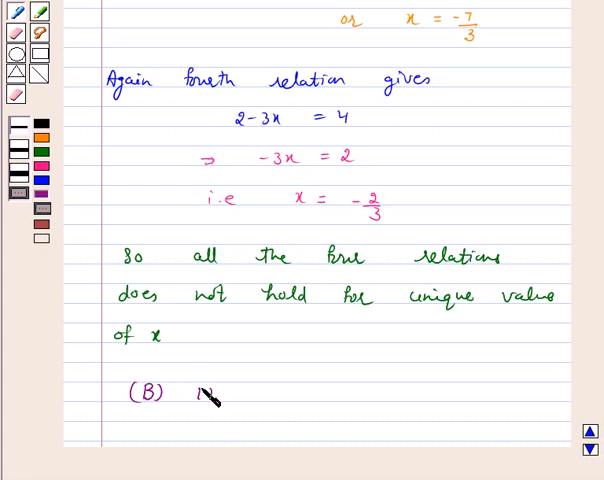 or x = -7/3
Again fourth relation gives
2-3x = 4
⇒ -3x = 2
i.e x = -2/3
So all the four relations
does not hold for unique value
of x
(B)